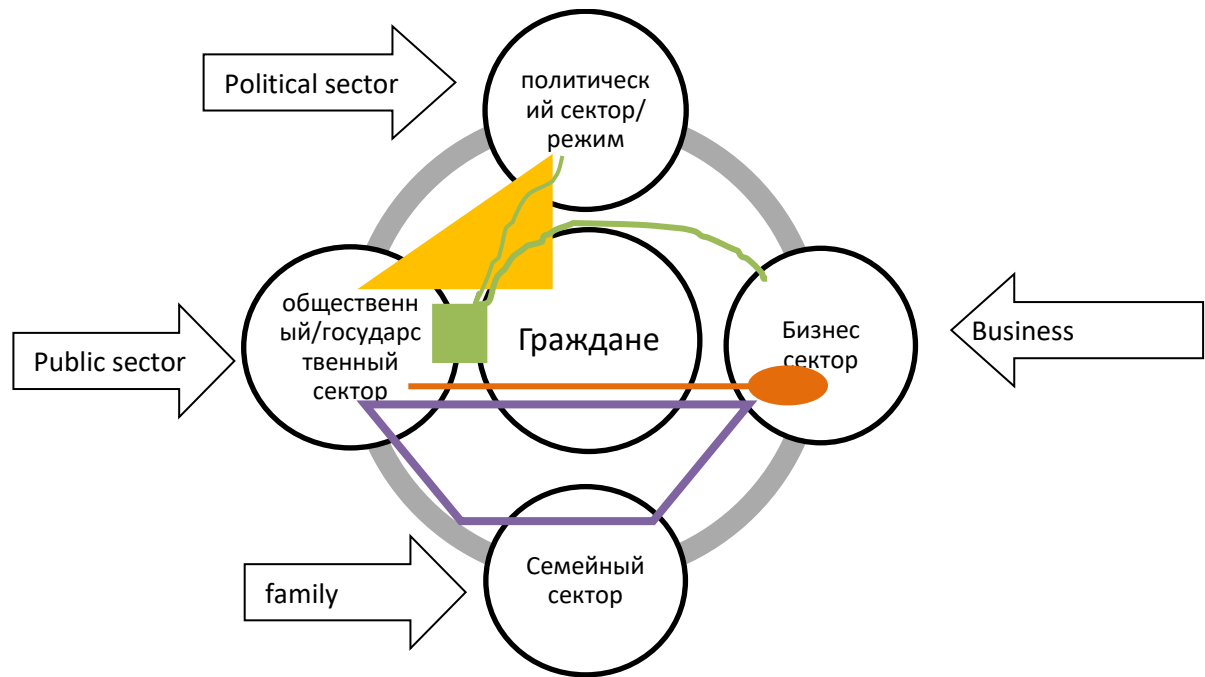 Political sector
политическ
ий сектор/
режим
общественн
ый/государс
твенный
сектор
Граждане
Бизнес
сектор
Business
Public sector
family
Семейный
сектор